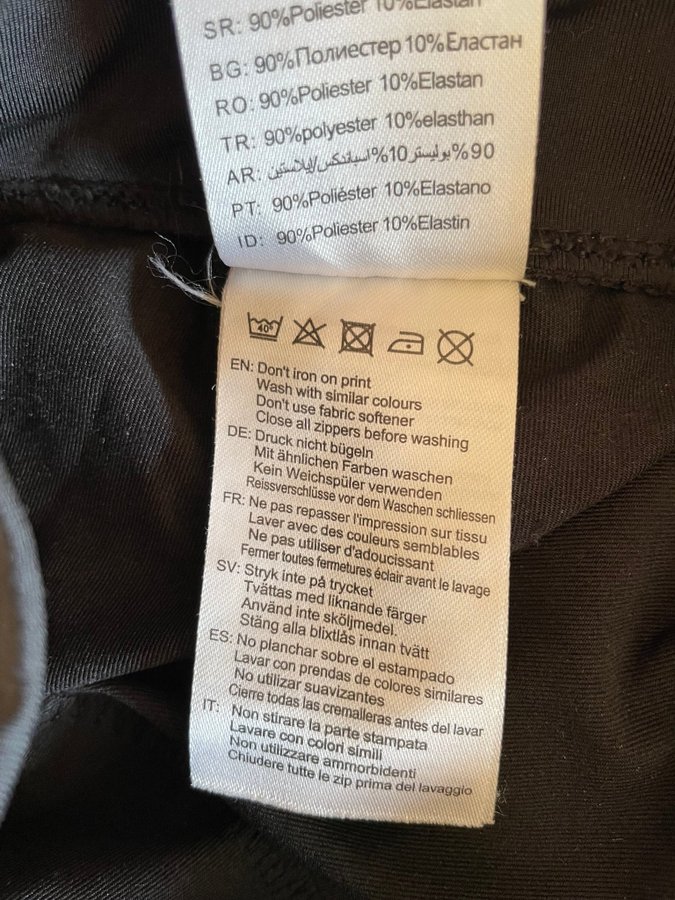 SR: 90%Poliester 10%Elastan
BG: 90%Полиестер 10%Еластан
RO: 90%Poliester 10%Elastan
TR: 90%polyester 10%elasthan
AR: 90%بوليستر 10%اسباندكس/إيلاستين
PT: 90%Poliéster 10%Elastano
ID: 90%Poliester 10%Elastin
40°
EN: Don't iron on print
Wash with similar colours
Don't use fabric softener
Close all zippers before washing
DE: Druck nicht bügeln
Mit ähnlichen Farben waschen
Kein Weichspüler verwenden
Reissverschlüsse vor dem Waschen schliessen
FR: Ne pas repasser l'impression sur tissu
Laver avec des couleurs semblables
Ne pas utiliser d'adoucissant
Fermer toutes fermetures éclair avant le lavage
SV: Stryk inte på trycket
Tvättas med liknande färger
Använd inte sköljmedel.
Stäng alla blixtlås innan tvätt
ES: No planchar sobre el estampado
Lavar con prendas de colores similares
No utilizar suavizantes
Cierre todas las cremalleras antes del lavar
IT: Non stirare la parte stampata
Lavare con colori simili
Non utilizzare ammorbidenti
Chiudere tutte le zip prima del lavaggio